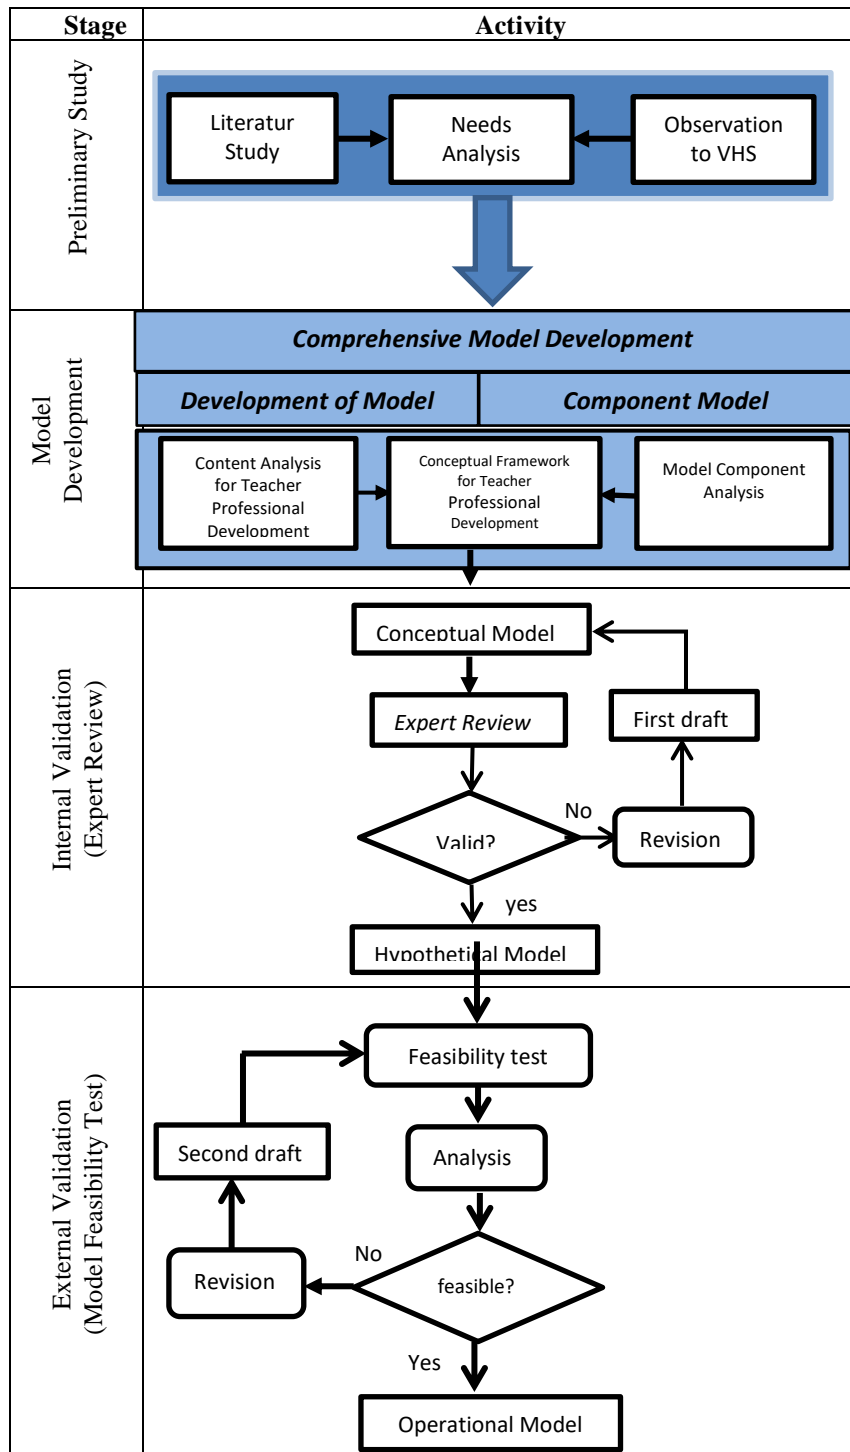 Stage
Activity
Preliminary Study
Literatur
Study
Needs
Analysis
Observation
to VHS
Model
Development
Comprehensive Model Development
Development of Model
Component Model
Content Analysis
for Teacher
Professional
Development
Conceptual Framework
for Teacher
Professional
Development
Model Component
Analysis
Internal Validation
(Expert Review)
Conceptual Model
Expert Review
First draft
Valid?
No
Revision
yes
Hypothetical Model
External Validation
(Model Feasibility Test)
Feasibility test
Second draft
Analysis
No
Revision
feasible?
Yes
Operational Model